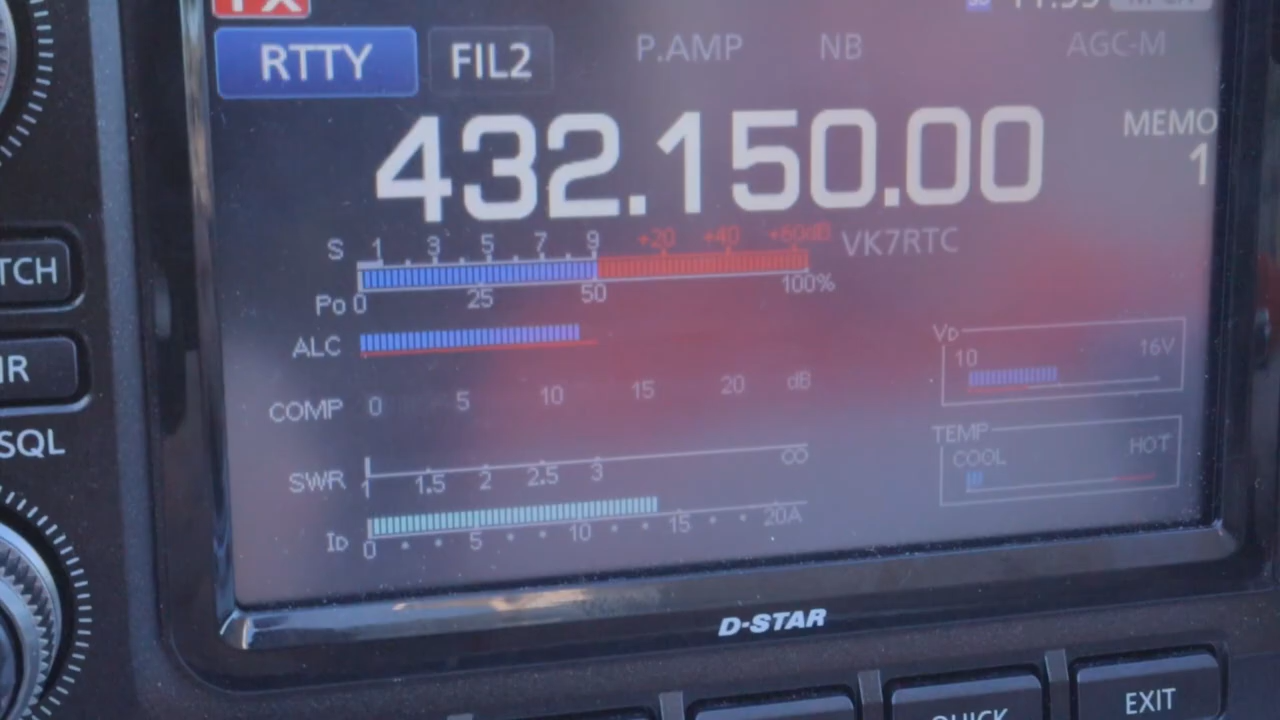 TX
RTTY FIL2 P.AMP NB AGC-M
432.150.00
MEMO
1
S 1 3 5 7 9 +20 +40 +60dB VK7RTC
Po 0 25 50 100%
ALC
COMP 0 5 10 15 20 dB
SWR 1 1.5 2 2.5 3 ∞
ID 0 5 10 15 20A
VD 10 16V
TEMP
COOL HOT
TCH
SQL
D-STAR
QUICK
EXIT